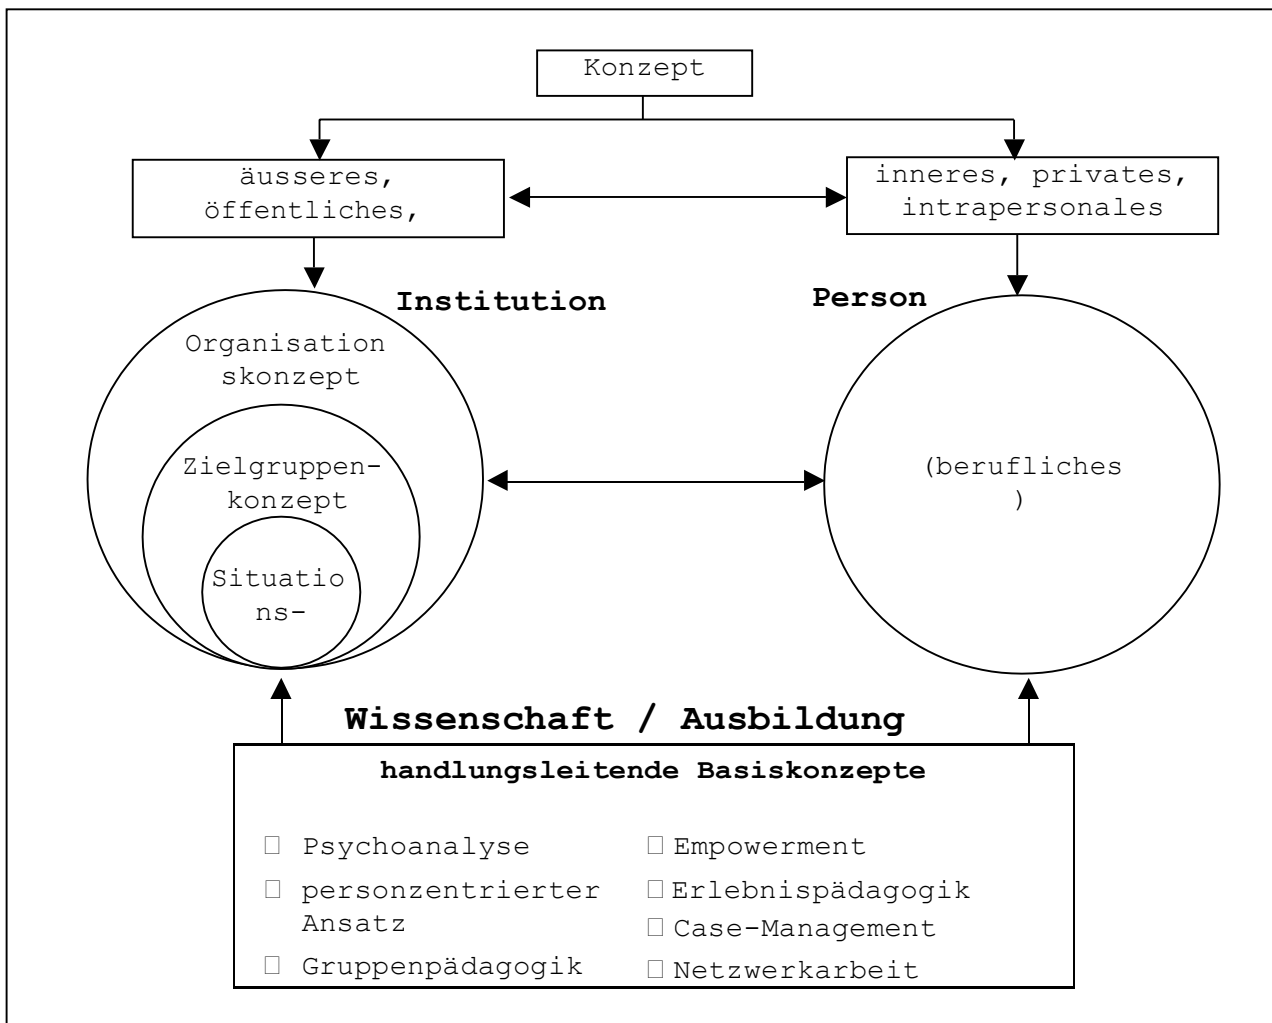 Konzept
äusseres,
öffentliches,
inneres, privates,
intrapersonales
Institution
Person
Organisation
skonzept
Zielgruppen-
konzept
Situatio
ns-
(berufliches
)
Wissenschaft / Ausbildung
handlungsleitende Basiskonzepte
Psychoanalyse
personzentrierter
Ansatz
Gruppenpädagogik
Empowerment
Erlebnispädagogik
Case-Management
Netzwerkarbeit